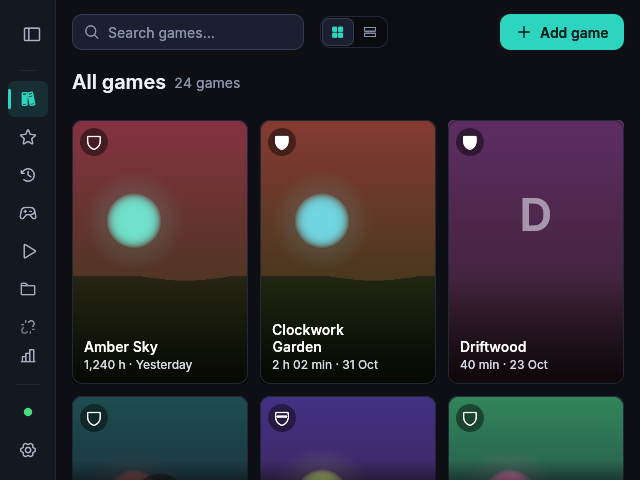 Search games...
Add game
All games 24 games
D
Amber Sky
1,240 h · Yesterday
Clockwork
Garden
2 h 02 min · 31 Oct
Driftwood
40 min · 23 Oct